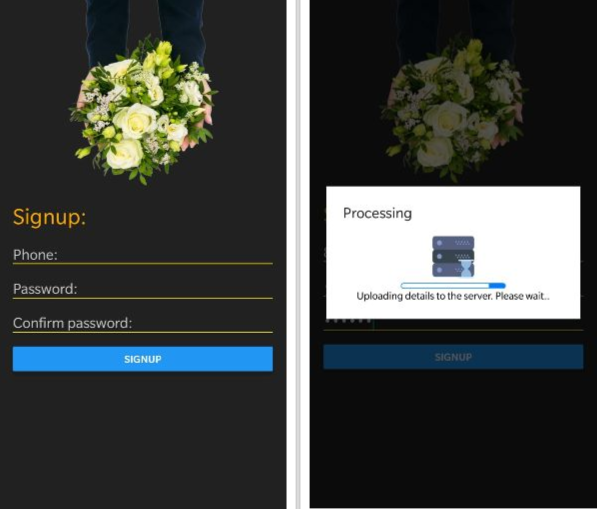 Signup:
Phone:
Password:
Confirm password:
SIGNUP
Processing
Uploading details to the server. Please wait...
SIGNUP